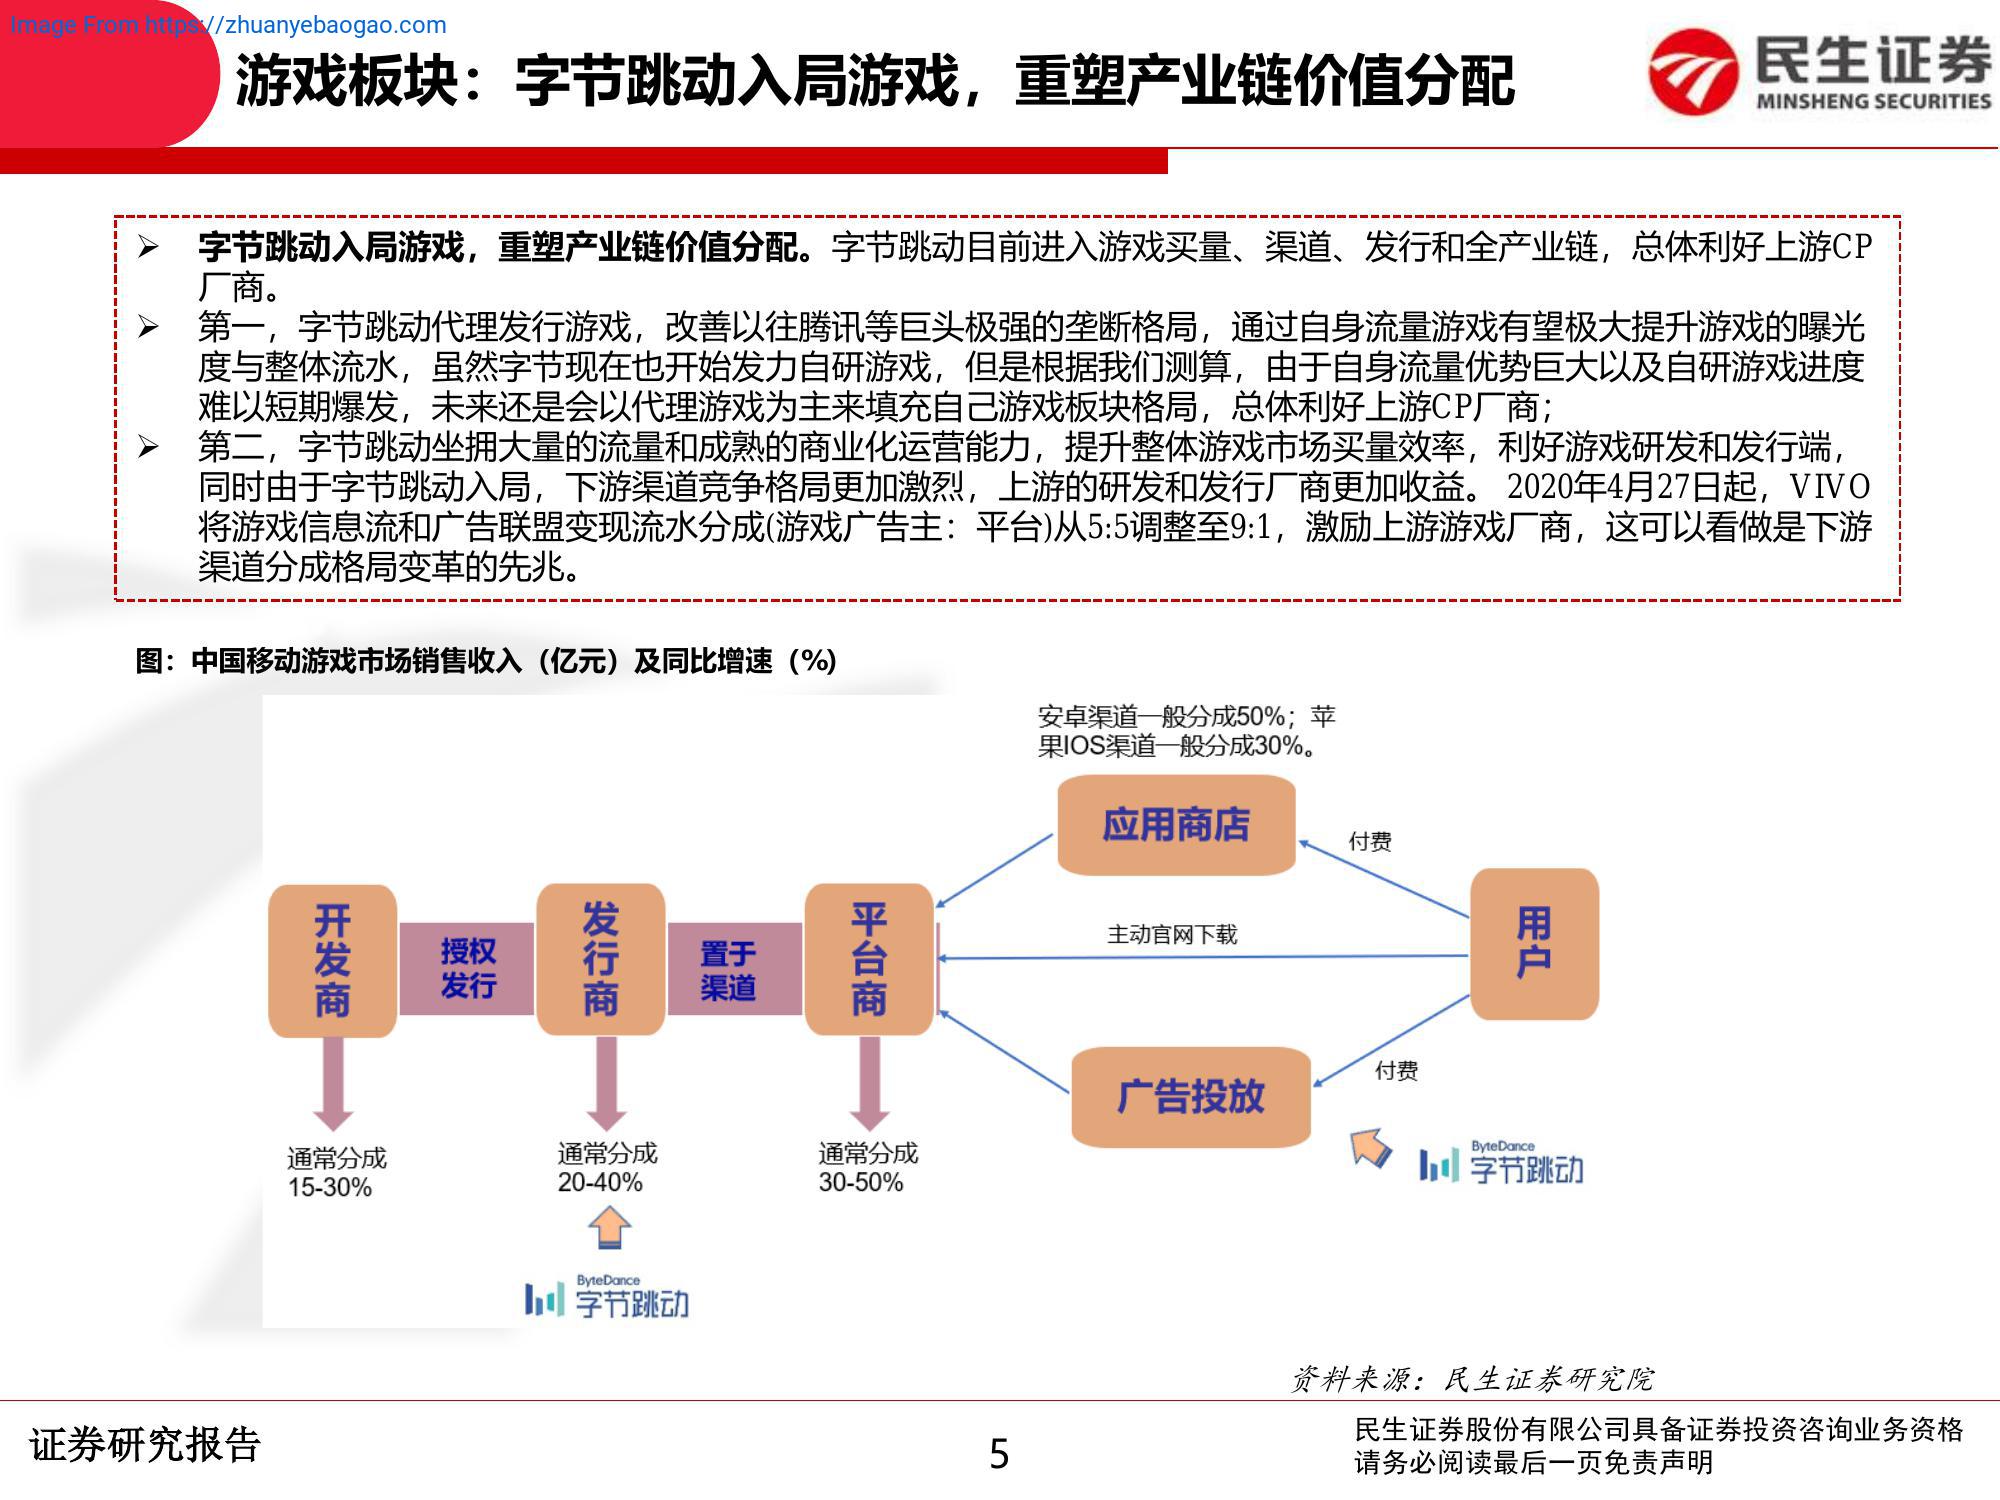 Image From https://zhuanyebaogao.com
游戏板块：字节跳动入局游戏，重塑产业链价值分配
民生证券
MINSHENG SECURITIES
字节跳动入局游戏，重塑产业链价值分配。字节跳动目前进入游戏买量、渠道、发行和全产业链，总体利好上游CP
厂商。
第一，字节跳动代理发行游戏，改善以往腾讯等巨头极强的垄断格局，通过自身流量游戏有望极大提升游戏的曝光
度与整体流水，虽然字节现在也开始发力自研游戏，但是根据我们测算，由于自身流量优势巨大以及自研游戏进度
难以短期爆发，未来还是会以代理游戏为主来填充自己游戏板块格局，总体利好上游CP厂商；
第二，字节跳动坐拥大量的流量和成熟的商业化运营能力，提升整体游戏市场买量效率，利好游戏研发和发行端，
同时由于字节跳动入局，下游渠道竞争格局更加激烈，上游的研发和发行厂商更加收益。 2020年4月27日起，VIVO
将游戏信息流和广告联盟变现流水分成(游戏广告主：平台)从5:5调整至9:1，激励上游游戏厂商，这可以看做是下游
渠道分成格局变革的先兆。
图：中国移动游戏市场销售收入（亿元）及同比增速（%）
安卓渠道一般分成50%；苹
果IOS渠道一般分成30%。
应用商店
付费
开发商
授权
发行
发行商
置于
渠道
平台商
主动官网下载
用户
广告投放
付费
通常分成
15-30%
通常分成
20-40%
通常分成
30-50%
ByteDance
字节跳动
ByteDance
字节跳动
资料来源：民生证券研究院
证券研究报告
5
民生证券股份有限公司具备证券投资咨询业务资格
请务必阅读最后一页免责声明